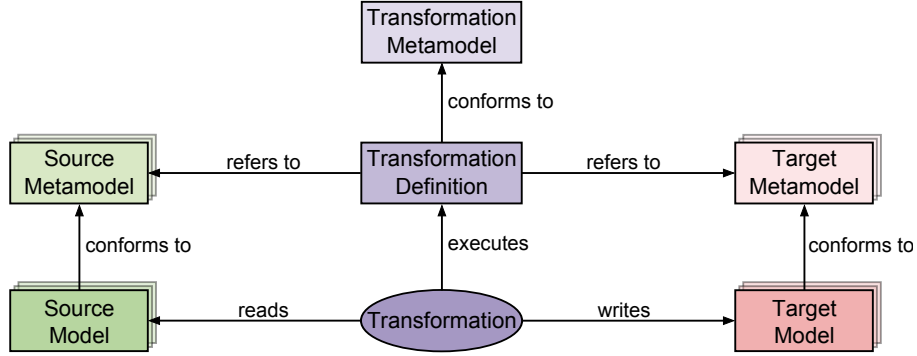 Transformation
Metamodel
conforms to
Source
Metamodel
refers to
Transformation
Definition
refers to
Target
Metamodel
conforms to
executes
conforms to
Source
Model
reads
Transformation
writes
Target
Model